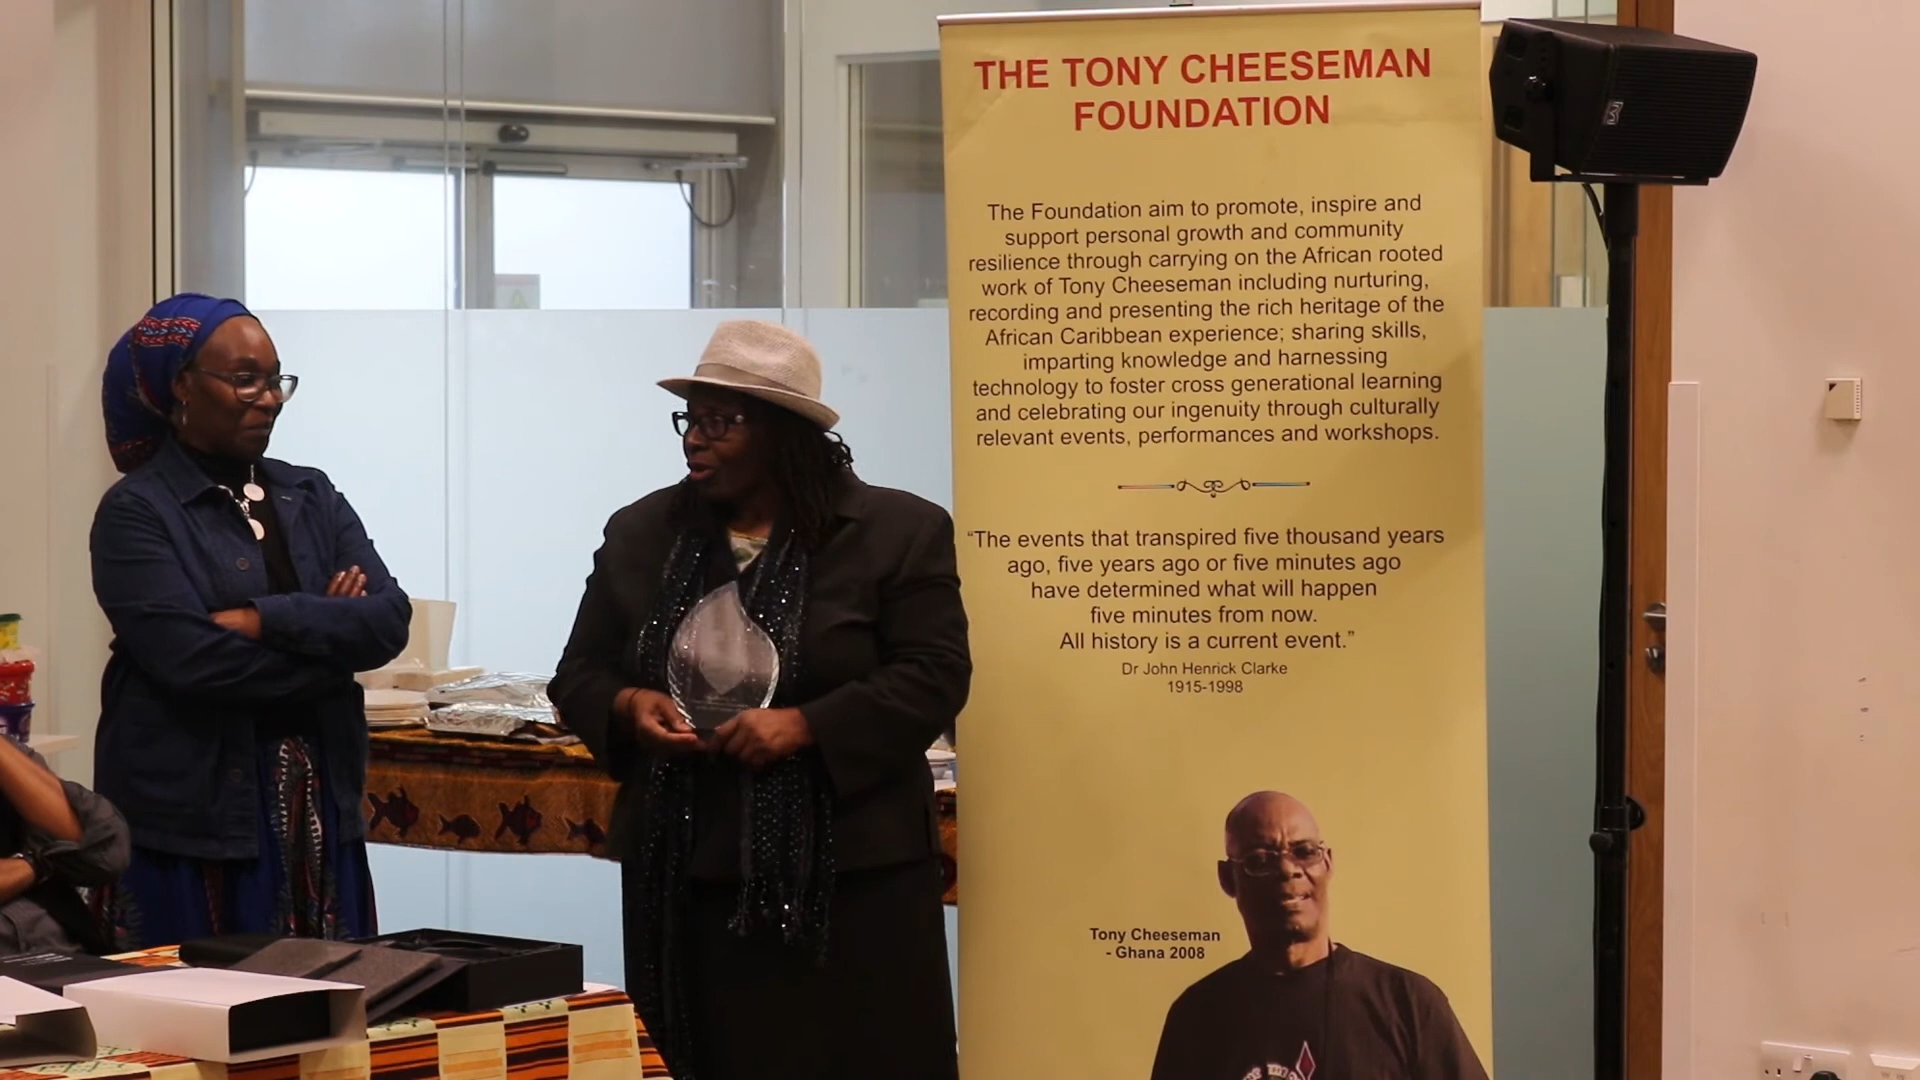 THE TONY CHEESEMAN
FOUNDATION
The Foundation aim to promote, inspire and
support personal growth and community
resilience through carrying on the African rooted
work of Tony Cheeseman including nurturing,
recording and presenting the rich heritage of the
African Caribbean experience; sharing skills,
imparting knowledge and harnessing
technology to foster cross generational learning
and celebrating our ingenuity through culturally
relevant events, performances and workshops.
“The events that transpired five thousand years
ago, five years ago or five minutes ago
have determined what will happen
five minutes from now.
All history is a current event.”
Dr John Henrick Clarke
1915-1998
Tony Cheeseman
- Ghana 2008